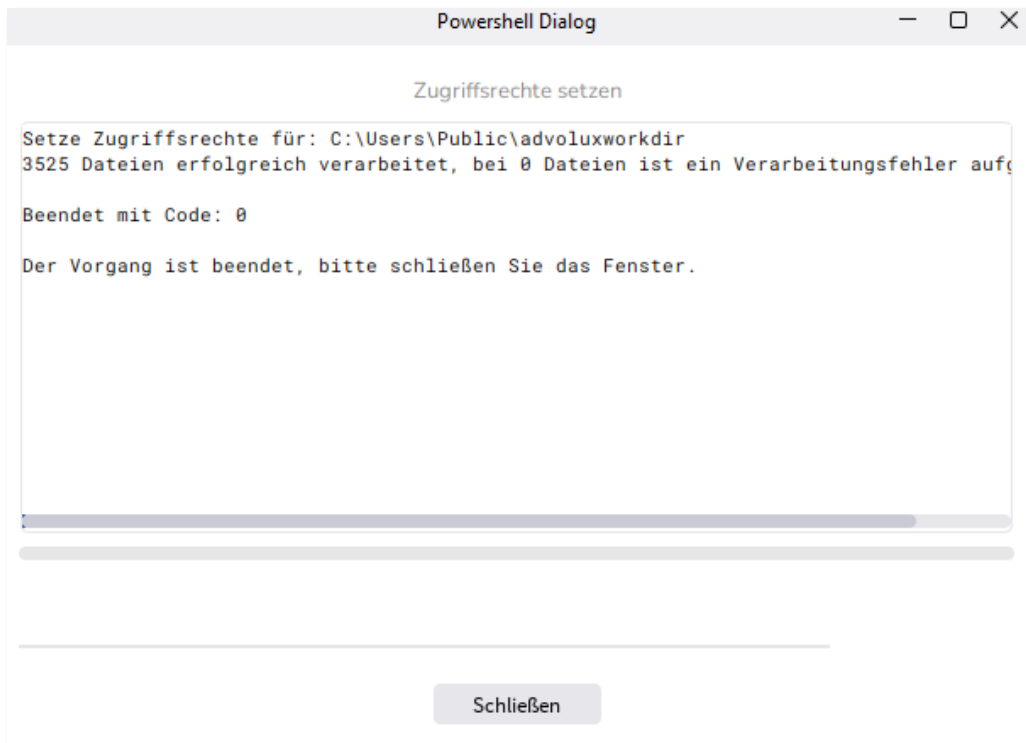 Powershell Dialog
Zugriffsrechte setzen
Setze Zugriffsrechte für: C:\Users\Public\advoluxworkdir
3525 Dateien erfolgreich verarbeitet, bei 0 Dateien ist ein Verarbeitungsfehler
Beendet mit Code: 0
Der Vorgang ist beendet, bitte schließen Sie das Fenster.
Schließen